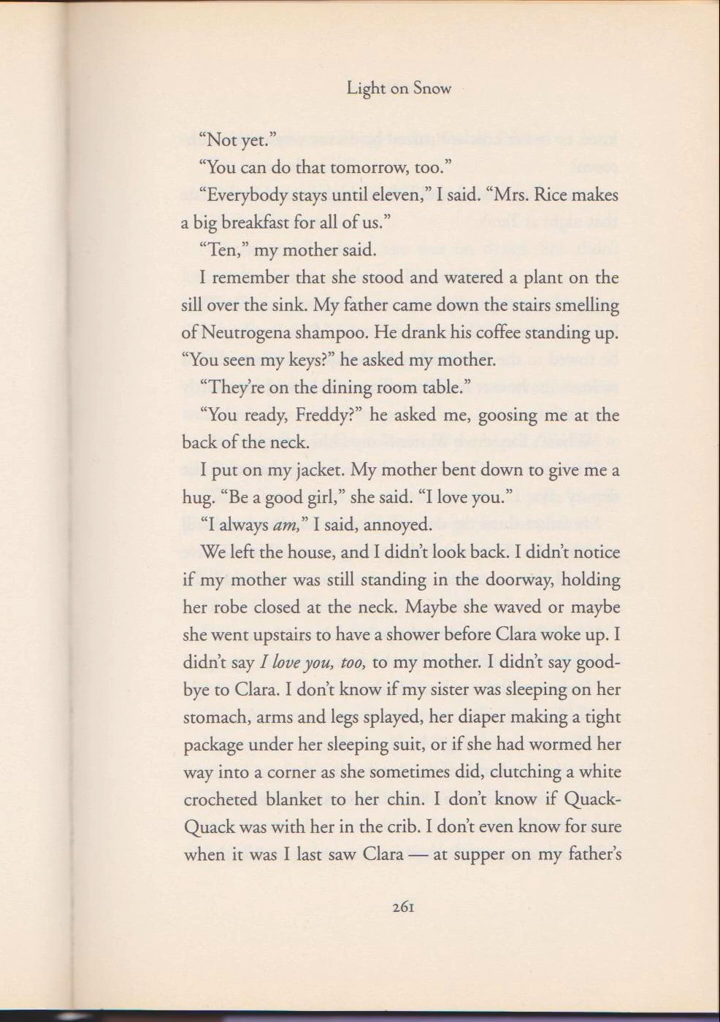 Light on Snow
“Not yet.”
“You can do that tomorrow, too.”
“Everybody stays until eleven,” I said. “Mrs. Rice makes
a big breakfast for all of us.”
“Ten,” my mother said.
I remember that she stood and watered a plant on the
sill over the sink. My father came down the stairs smelling
of Neutrogena shampoo. He drank his coffee standing up.
“You seen my keys?” he asked my mother.
“They’re on the dining room table.”
“You ready, Freddy?” he asked me, goosing me at the
back of the neck.
I put on my jacket. My mother bent down to give me a
hug. “Be a good girl,” she said. “I love you.”
“I always am,” I said, annoyed.
We left the house, and I didn’t look back. I didn’t notice
if my mother was still standing in the doorway, holding
her robe closed at the neck. Maybe she waved or maybe
she went upstairs to have a shower before Clara woke up. I
didn’t say I love you, too, to my mother. I didn’t say good-
bye to Clara. I don’t know if my sister was sleeping on her
stomach, arms and legs splayed, her diaper making a tight
package under her sleeping suit, or if she had wormed her
way into a corner as she sometimes did, clutching a white
crocheted blanket to her chin. I don’t know if Quack-
Quack was with her in the crib. I don’t even know for sure
when it was I last saw Clara — at supper on my father’s
261